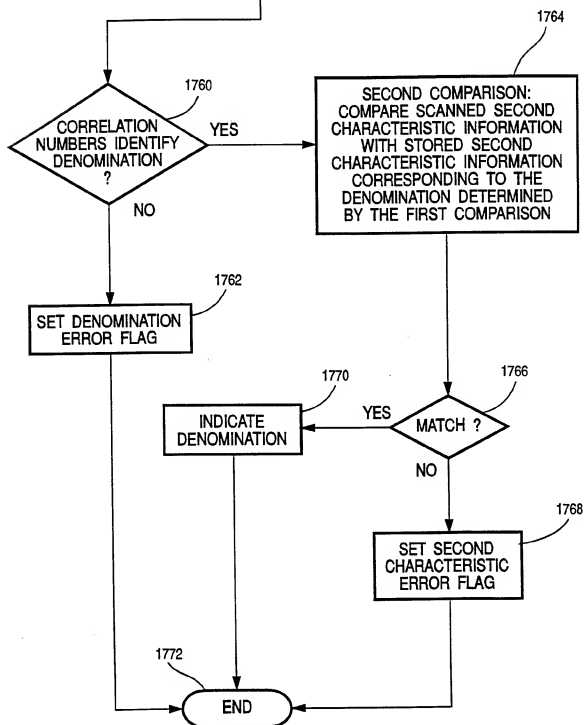 1764
1760
CORRELATION
NUMBERS IDENTIFY
DENOMINATION
?
YES
NO
SECOND COMPARISON:
COMPARE SCANNED SECOND
CHARACTERISTIC INFORMATION
WITH STORED SECOND
CHARACTERISTIC INFORMATION
CORRESPONDING TO THE
DENOMINATION DETERMINED
BY THE FIRST COMPARISON
1762
SET DENOMINATION
ERROR FLAG
1766
MATCH ?
YES
NO
1770
INDICATE
DENOMINATION
1768
SET SECOND
CHARACTERISTIC
ERROR FLAG
1772
END